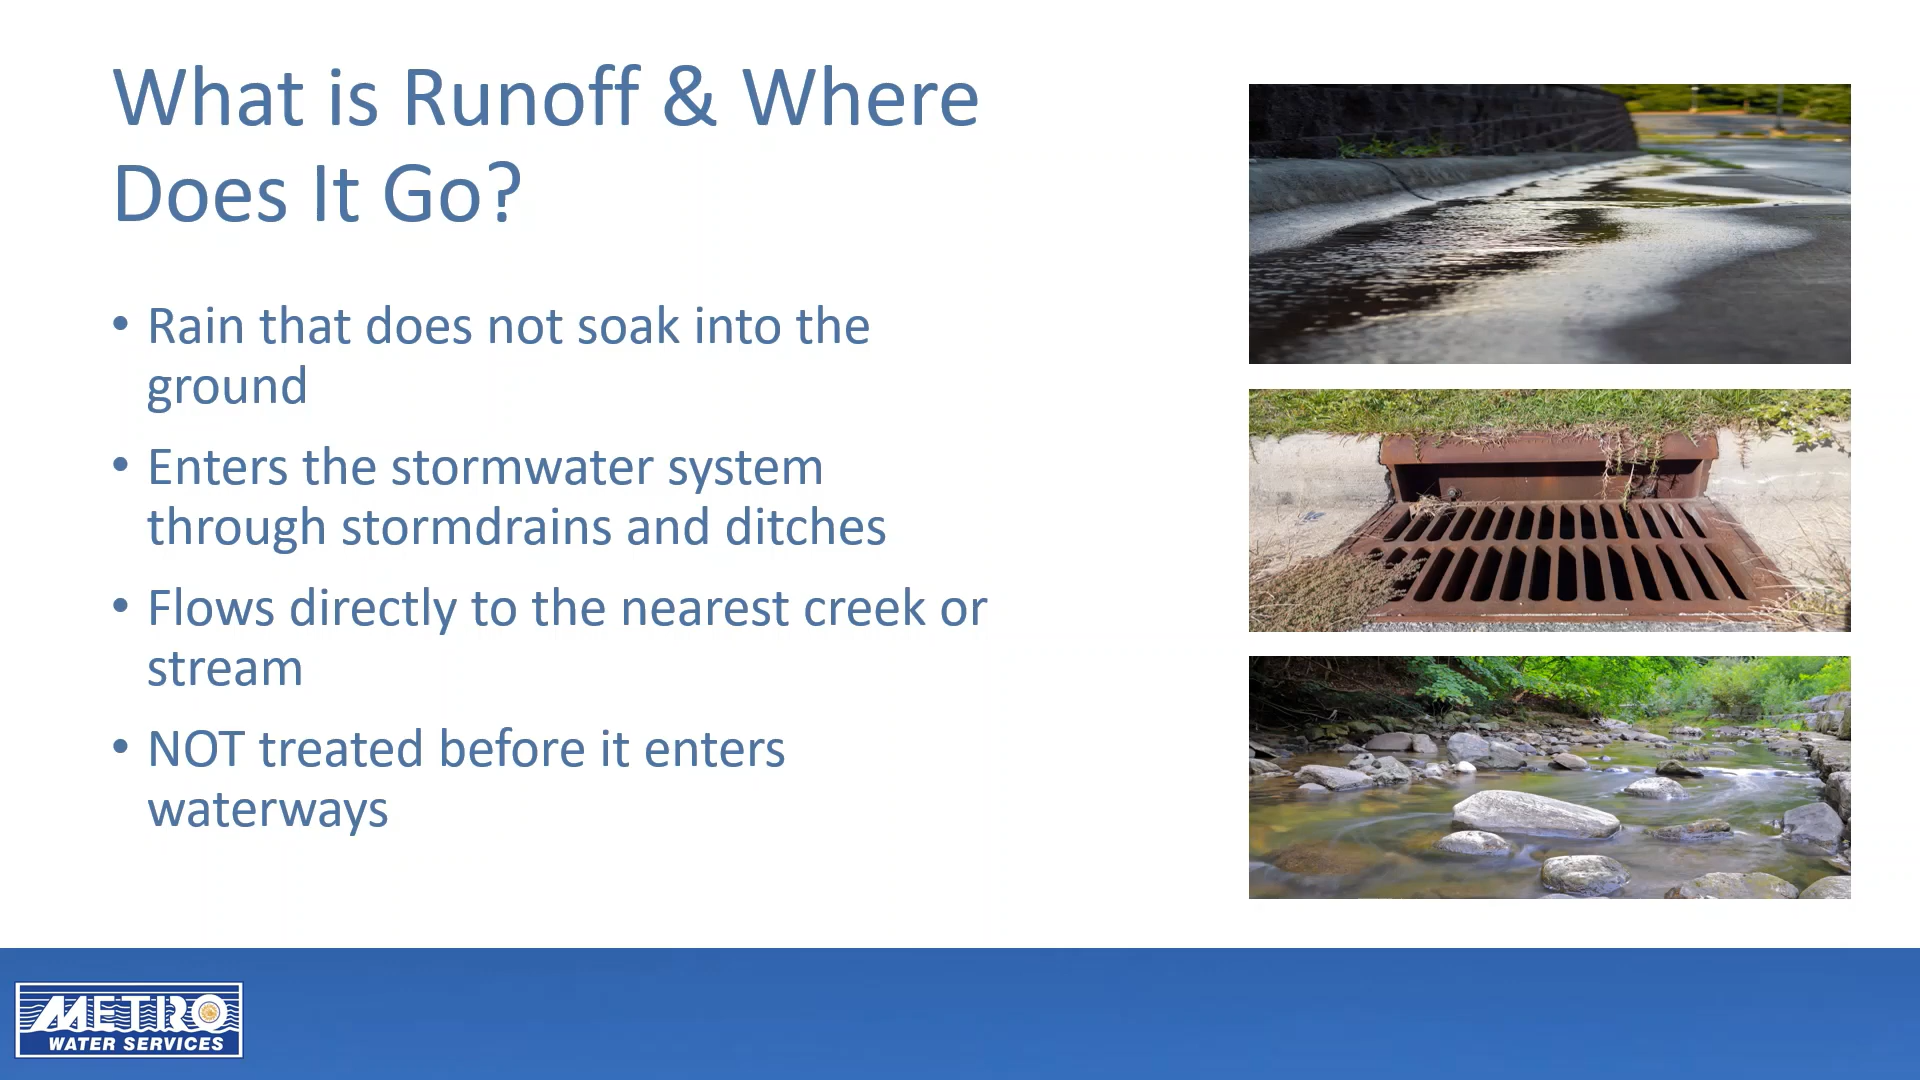 What is Runoff & Where
Does It Go?
• Rain that does not soak into the
ground
• Enters the stormwater system
through stormdrains and ditches
• Flows directly to the nearest creek or
stream
• NOT treated before it enters
waterways
METRO
WATER SERVICES